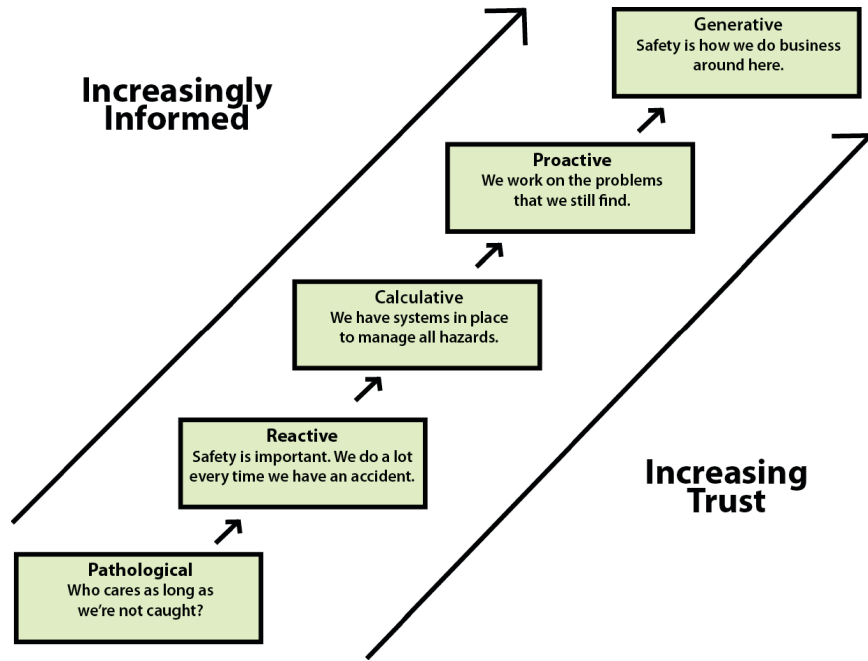 Generative
Safety is how we do business
around here.
Increasingly
Informed
Proactive
We work on the problems
that we still find.
Calculative
We have systems in place
to manage all hazards.
Reactive
Safety is important. We do a lot
every time we have an accident.
Increasing
Trust
Pathological
Who cares as long as
we're not caught?